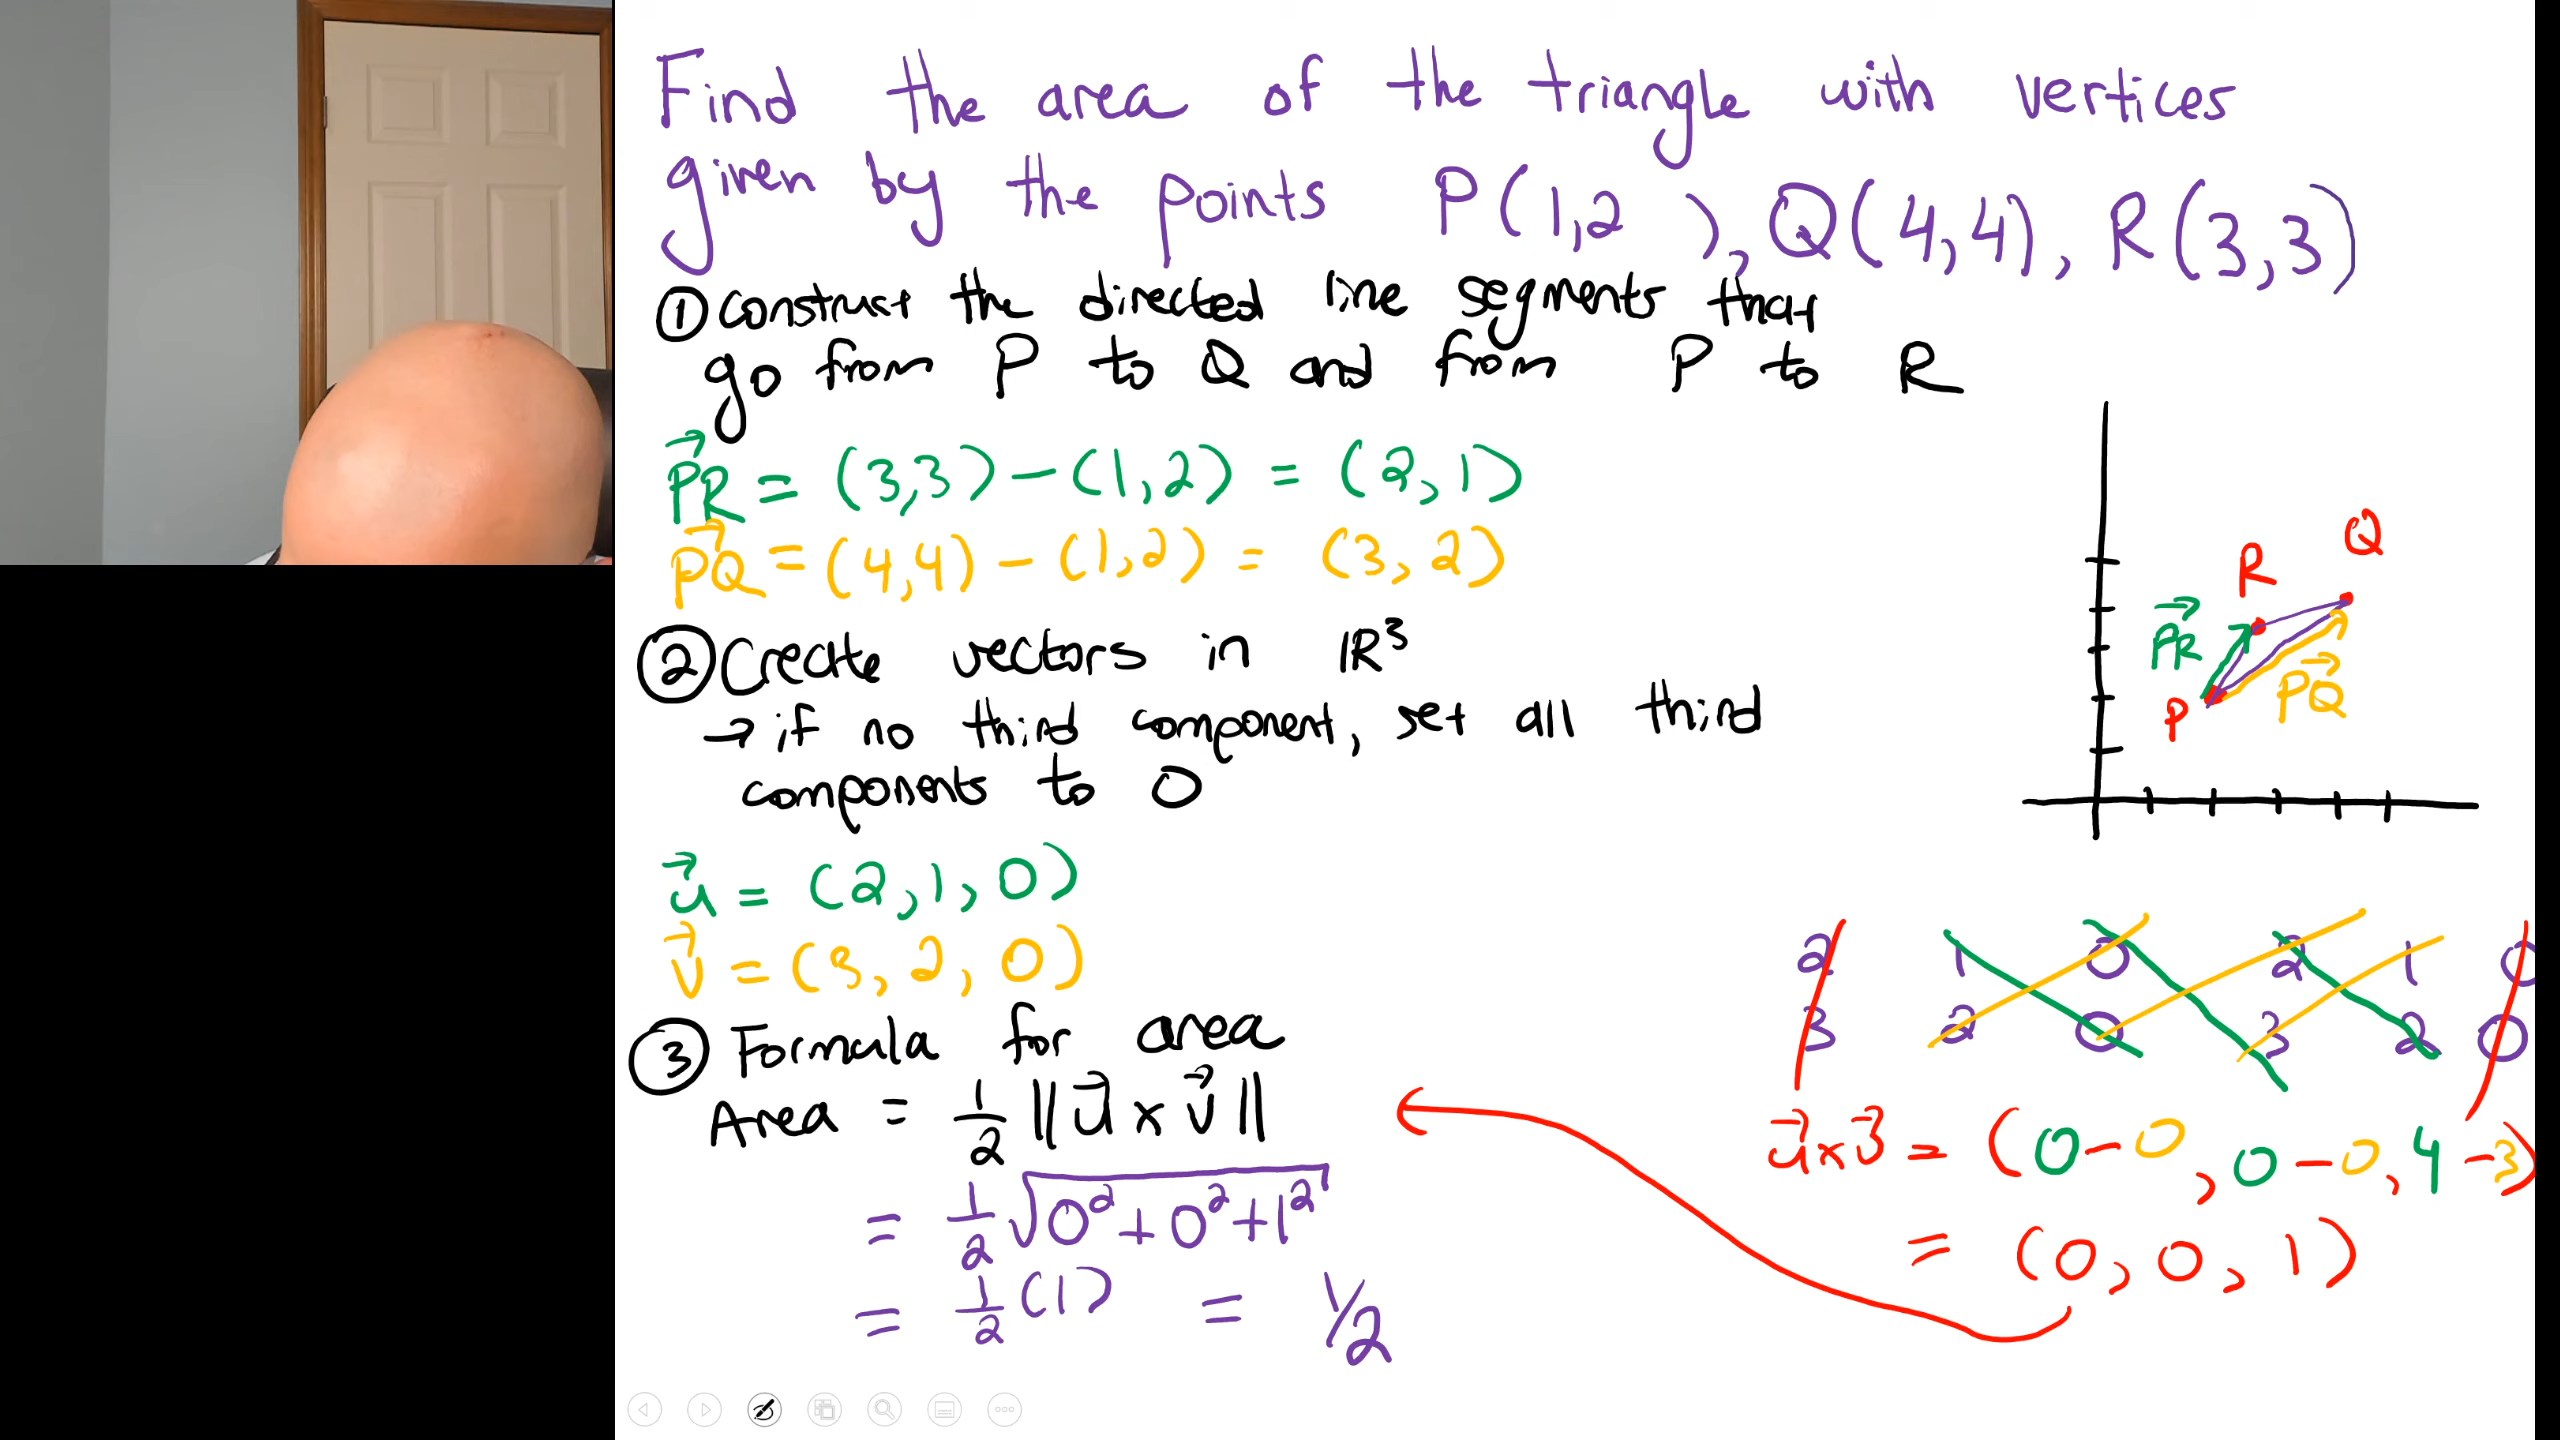 Find the area of the triangle with vertices
given by the points P(1,2 ), Q(4,4), R(3,3)
① construct the directed line segments that
go from P to Q and from P to R
→PR = (3,3) - (1,2) = (2,1)
→PQ = (4,4) - (1,2) = (3,2)
② Create vectors in ℝ³
→ if no third component, set all third
components to 0
→u = (2,1,0)
→v = (3,2,0)
③ Formula for area
Area = 1/2 ||→u x →v||
= 1/2 √(0² + 0² + 1²)
= 1/2 (1) = 1/2
Q
R
→PR
→PQ
P
2 1 0 2 1 0
3 2 0 3 2 0
→u x →v = (0-0, 0-0, 4-3)
= (0, 0, 1)